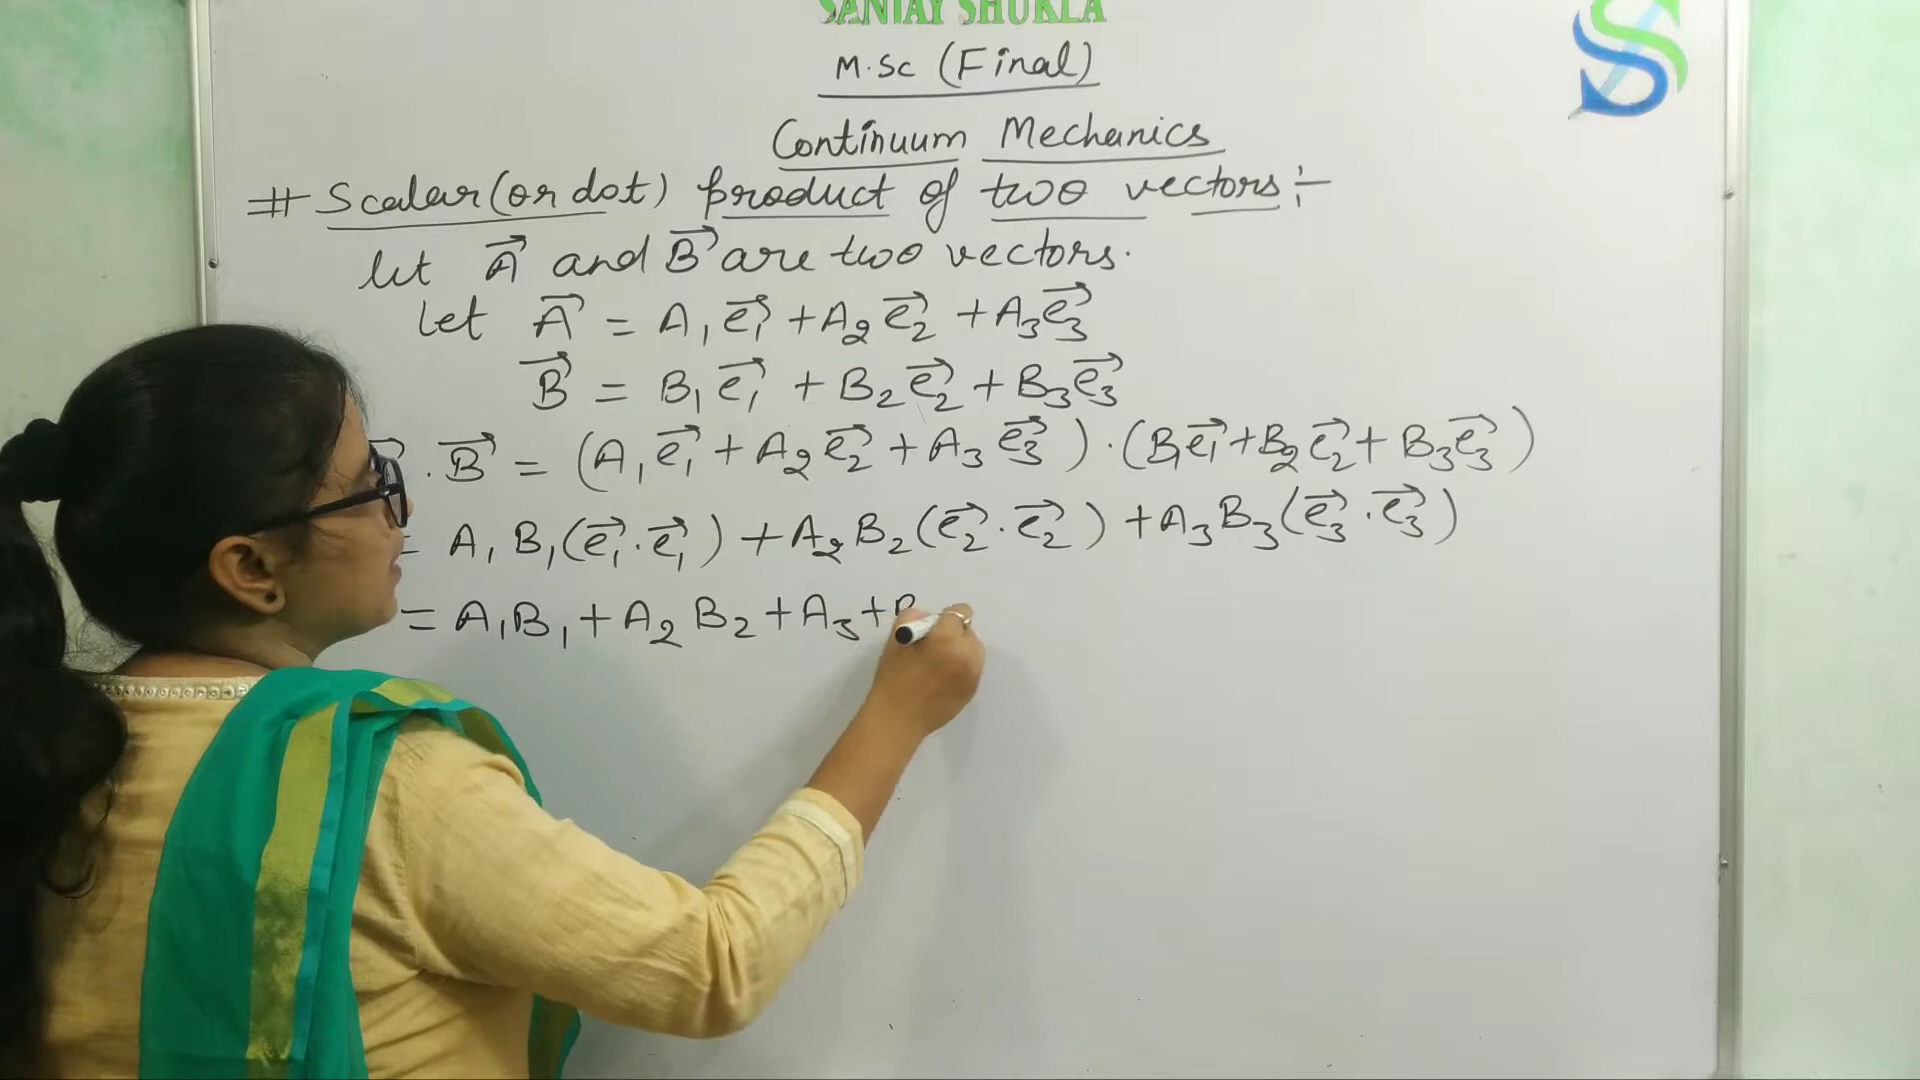 SANJAY SHUKLA
M.Sc (Final)
Continuum Mechanics
# Scalar (or dot) product of two vectors :-
let A⃗ and B⃗ are two vectors.
Let A⃗ = A₁e⃗₁ + A₂e⃗₂ + A₃e⃗₃
B⃗ = B₁e⃗₁ + B₂e⃗₂ + B₃e⃗₃
. B⃗ = (A₁e⃗₁ + A₂e⃗₂ + A₃e⃗₃) . (B₁e⃗₁ + B₂e⃗₂ + B₃e⃗₃)
= A₁B₁(e⃗₁ . e⃗₁) + A₂B₂(e⃗₂ . e⃗₂) + A₃B₃(e⃗₃ . e⃗₃)
= A₁B₁ + A₂B₂ + A₃ + B